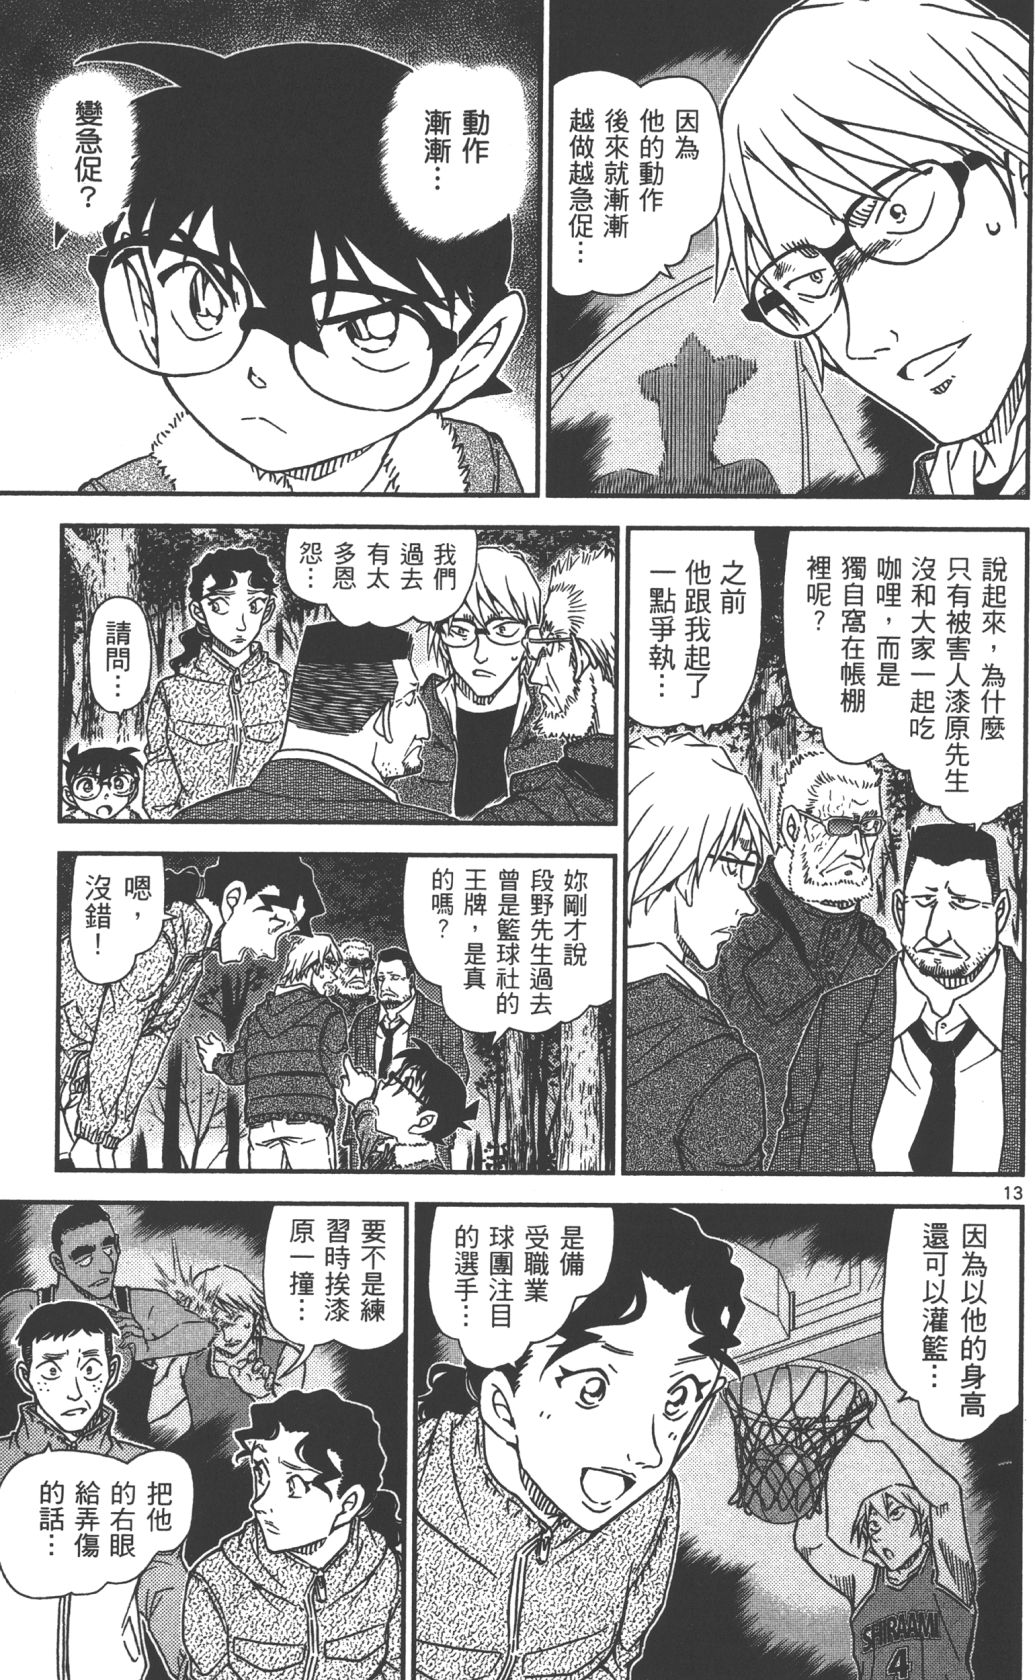 因為
他的動作
後來就漸漸
越做越急促…
動作
漸漸…
變急促？
說起來，為什麼
只有被害人漆原先生
沒和大家一起吃
咖哩，而是
獨自窩在帳棚
裡呢？
之前
他跟我起了
一點爭執…
我們
過去
有太
多恩
怨…
請問…
妳剛才說
段野先生過去
曾是籃球社的
王牌，是真
的嗎？
嗯，
沒錯！
13
因為以他的身高
還可以灌籃…
SHIRAAMI
4
是備
受職業
球團注目
的選手…
要不是練
習時挨漆
原一撞…
把他
的右眼
給弄傷
的話…